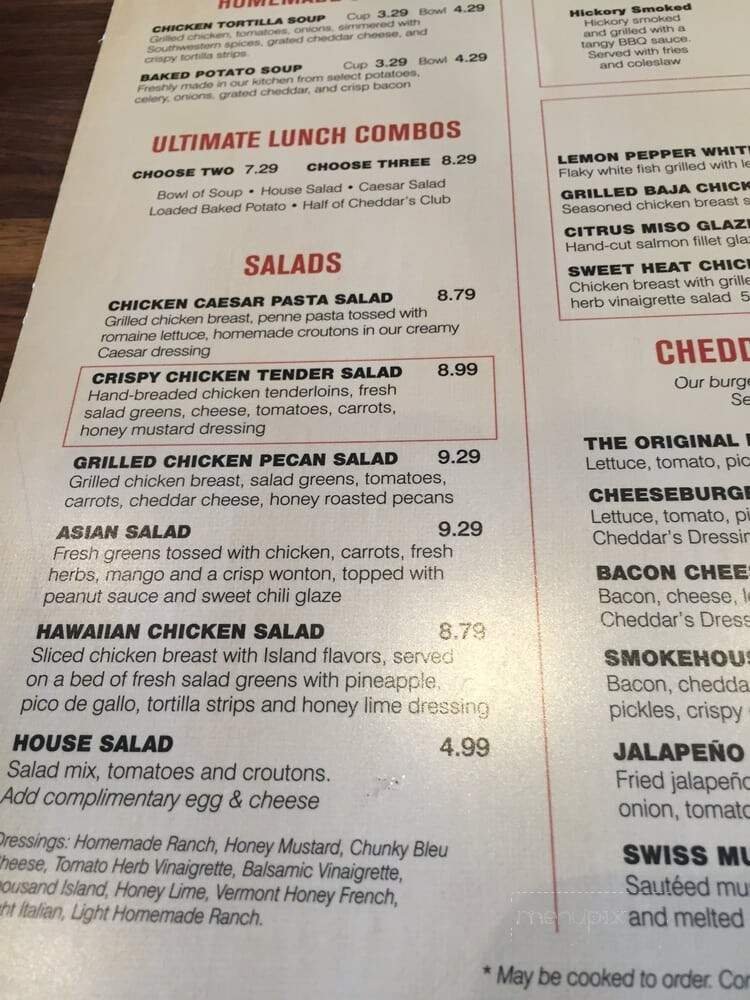 HOMEMADE
CHICKEN TORTILLA SOUP Cup 3.29 Bowl 4.29
Grilled chicken, tomatoes, onions, simmered with
Southwestern spices, grated cheddar cheese, and
crispy tortilla strips
BAKED POTATO SOUP Cup 3.29 Bowl 4.29
Freshly made in our kitchen from select potatoes,
celery, onions, grated cheddar, and crisp bacon
ULTIMATE LUNCH COMBOS
CHOOSE TWO 7.29 CHOOSE THREE 8.29
Bowl of Soup • House Salad • Caesar Salad
Loaded Baked Potato • Half of Cheddar's Club
SALADS
CHICKEN CAESAR PASTA SALAD 8.79
Grilled chicken breast, penne pasta tossed with
romaine lettuce, homemade croutons in our creamy
Caesar dressing
CRISPY CHICKEN TENDER SALAD 8.99
Hand-breaded chicken tenderloins, fresh
salad greens, cheese, tomatoes, carrots,
honey mustard dressing
GRILLED CHICKEN PECAN SALAD 9.29
Grilled chicken breast, salad greens, tomatoes,
carrots, cheddar cheese, honey roasted pecans
ASIAN SALAD 9.29
Fresh greens tossed with chicken, carrots, fresh
herbs, mango and a crisp wonton, topped with
peanut sauce and sweet chili glaze
HAWAIIAN CHICKEN SALAD 8.79
Sliced chicken breast with Island flavors, served
on a bed of fresh salad greens with pineapple,
pico de gallo, tortilla strips and honey lime dressing
HOUSE SALAD 4.99
Salad mix, tomatoes and croutons.
Add complimentary egg & cheese
Dressings: Homemade Ranch, Honey Mustard, Chunky Bleu
Cheese, Tomato Herb Vinaigrette, Balsamic Vinaigrette,
ousand Island, Honey Lime, Vermont Honey French,
ht Italian, Light Homemade Ranch.
Hickory Smoked
Hickory smoked
and grilled with a
tangy BBQ sauce.
Served with fries
and coleslaw
LEMON PEPPER WHIT
Flaky white fish grilled with le
GRILLED BAJA CHICK
Seasoned chicken breast s
CITRUS MISO GLAZ
Hand-cut salmon fillet gla
SWEET HEAT CHIC
Chicken breast with grille
herb vinaigrette salad 5
CHEDD
Our burge
Se
THE ORIGINAL
Lettuce, tomato, pic
CHEESEBURGE
Lettuce, tomato, pi
Cheddar's Dressin
BACON CHEE
Bacon, cheese, l
Cheddar's Dress
SMOKEHOUS
Bacon, chedda
pickles, crispy
JALAPEÑO
Fried jalapeño
onion, tomato
SWISS MU
Sautéed mu
and melted
* May be cooked to order. Con
menupix